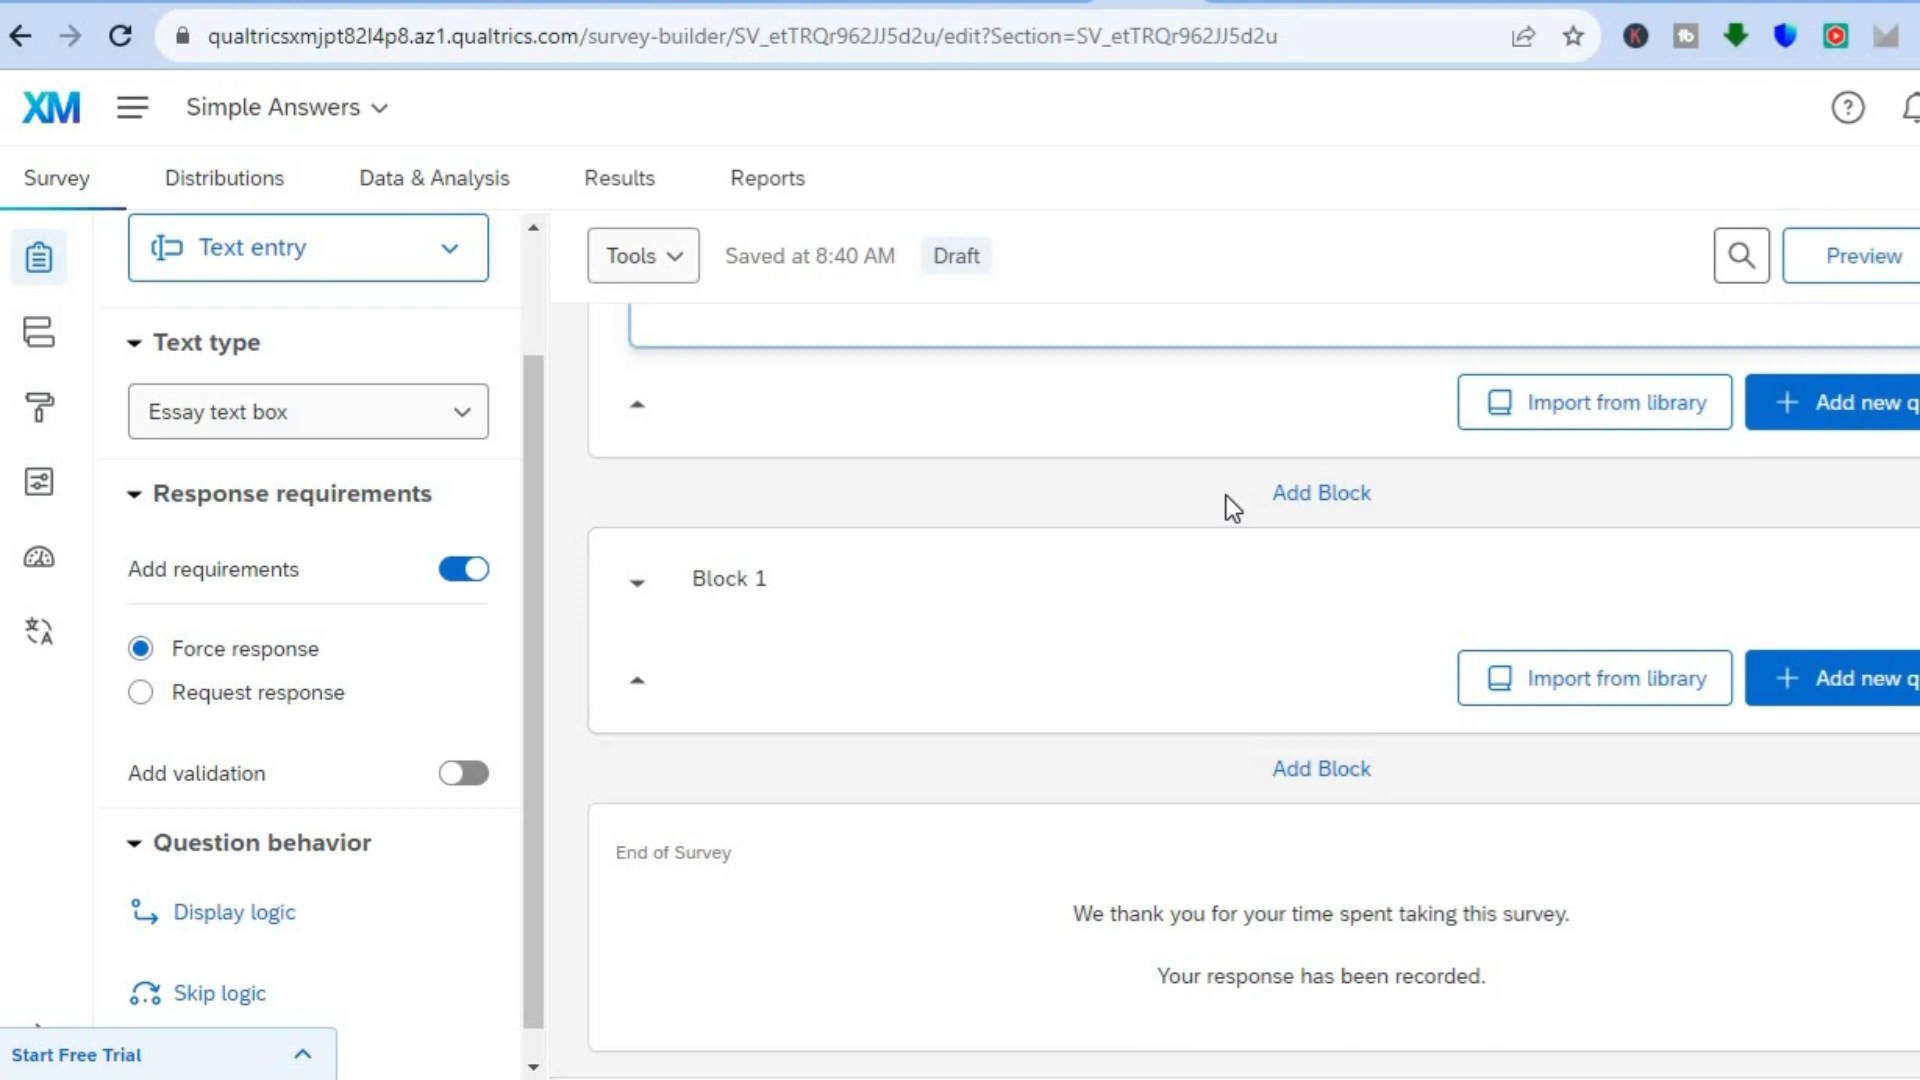 qualtricsxmjpt82l4p8.az1.qualtrics.com/survey-builder/SV_etTRQr962JJ5d2u/edit?Section=SV_etTRQr962JJ5d2u
XM
Simple Answers
Survey
Distributions
Data & Analysis
Results
Reports
Text entry
Tools
Saved at 8:40 AM
Draft
Preview
Text type
Essay text box
Import from library
Add new q
Response requirements
Add Block
Add requirements
Block 1
Force response
Request response
Import from library
Add new q
Add validation
Add Block
Question behavior
End of Survey
Display logic
We thank you for your time spent taking this survey.
Your response has been recorded.
Skip logic
Start Free Trial